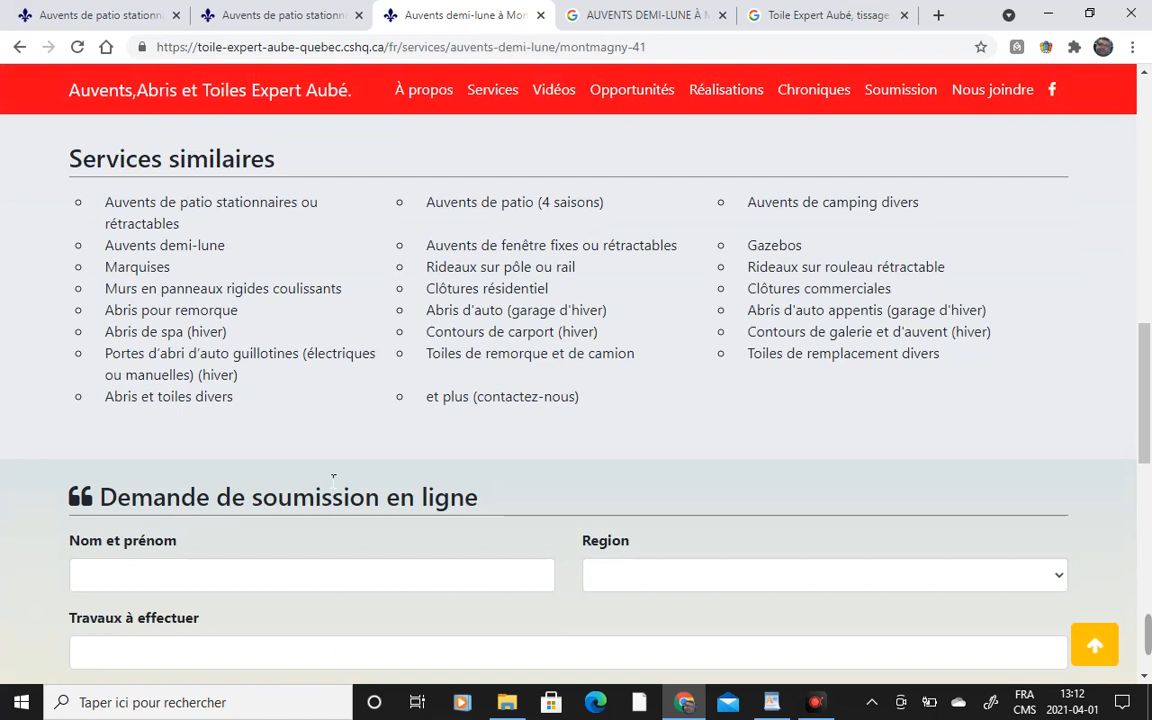 Auvents de patio stationn
Auvents de patio stationn
Auvents demi-lune à Mon
AUVENTS DEMI-LUNE À M
Toile Expert Aubé, tissage
https://toile-expert-aube-quebec.cshq.ca/fr/services/auvents-demi-lune/montmagny-41
Auvents,Abris et Toiles Expert Aubé. À propos Services Vidéos Opportunités Réalisations Chroniques Soumission Nous joindre
Services similaires
Auvents de patio stationnaires ou
rétractables
Auvents de patio (4 saisons)
Auvents de camping divers
Auvents demi-lune
Auvents de fenêtre fixes ou rétractables
Gazebos
Marquises
Rideaux sur pôle ou rail
Rideaux sur rouleau rétractable
Murs en panneaux rigides coulissants
Clôtures résidentiel
Clôtures commerciales
Abris pour remorque
Abris d'auto (garage d'hiver)
Abris d'auto appentis (garage d'hiver)
Abris de spa (hiver)
Contours de carport (hiver)
Contours de galerie et d'auvent (hiver)
Portes d'abri d'auto guillotines (électriques
ou manuelles) (hiver)
Toiles de remorque et de camion
Toiles de remplacement divers
Abris et toiles divers
et plus (contactez-nous)
Demande de soumission en ligne
Nom et prénom
Region
Travaux à effectuer
Taper ici pour rechercher
FRA
CMS
13:12
2021-04-01